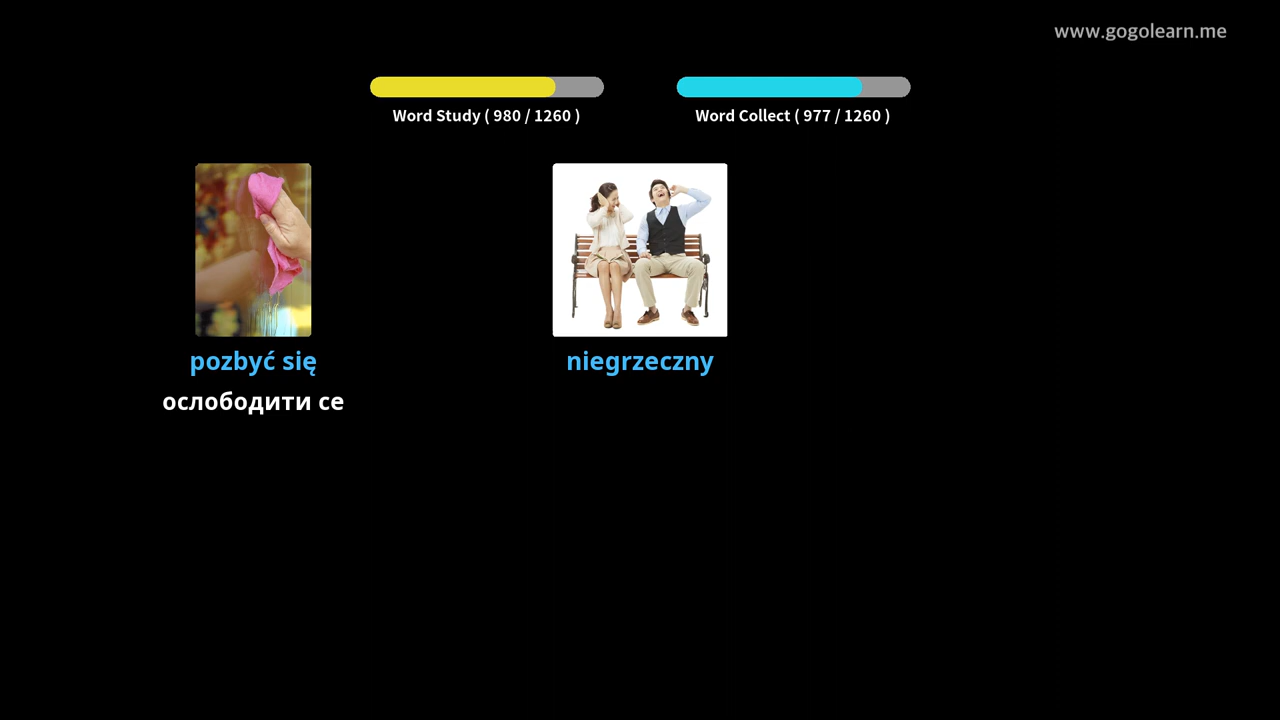 www.gogolearn.me
Word Study ( 980 / 1260 )
Word Collect ( 977 / 1260 )
pozbyć się
ослободити се
niegrzeczny